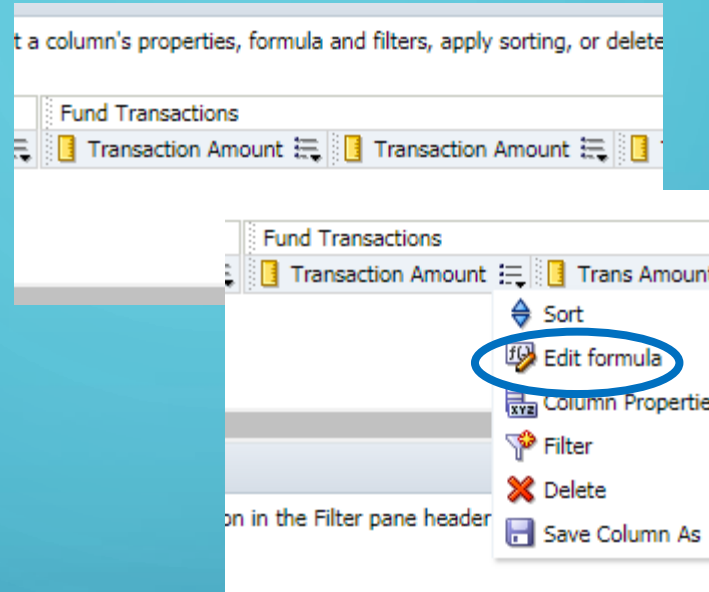 t a column's properties, formula and filters, apply sorting, or delete
Fund Transactions
Transaction Amount Transaction Amount
Fund Transactions
Transaction Amount Trans Amount
Sort
f() Edit formula
XYZ Column Propertie
Filter
Delete
on in the Filter pane header
Save Column As